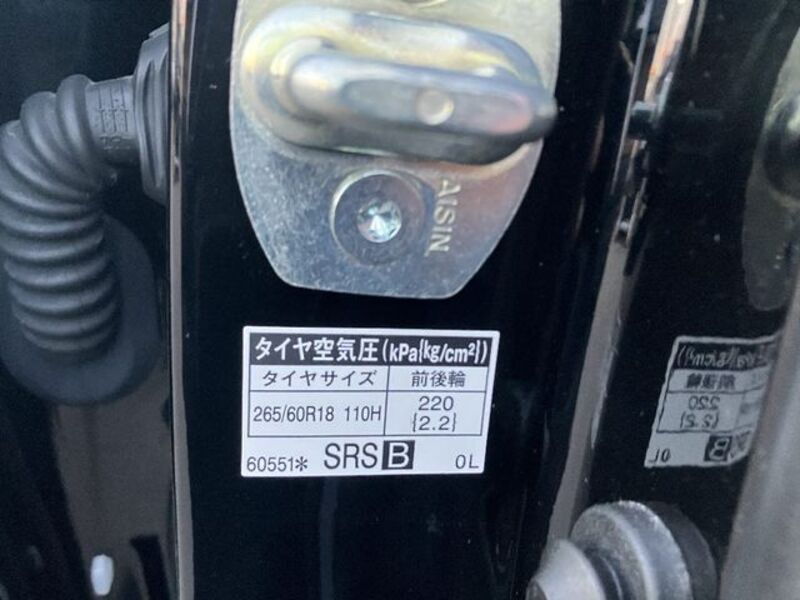 AISIN
タイヤ空気圧(kPa{kg/cm²})
タイヤサイズ 前後輪
265/60R18 110H 220
{2.2}
60551* SRS B 0L